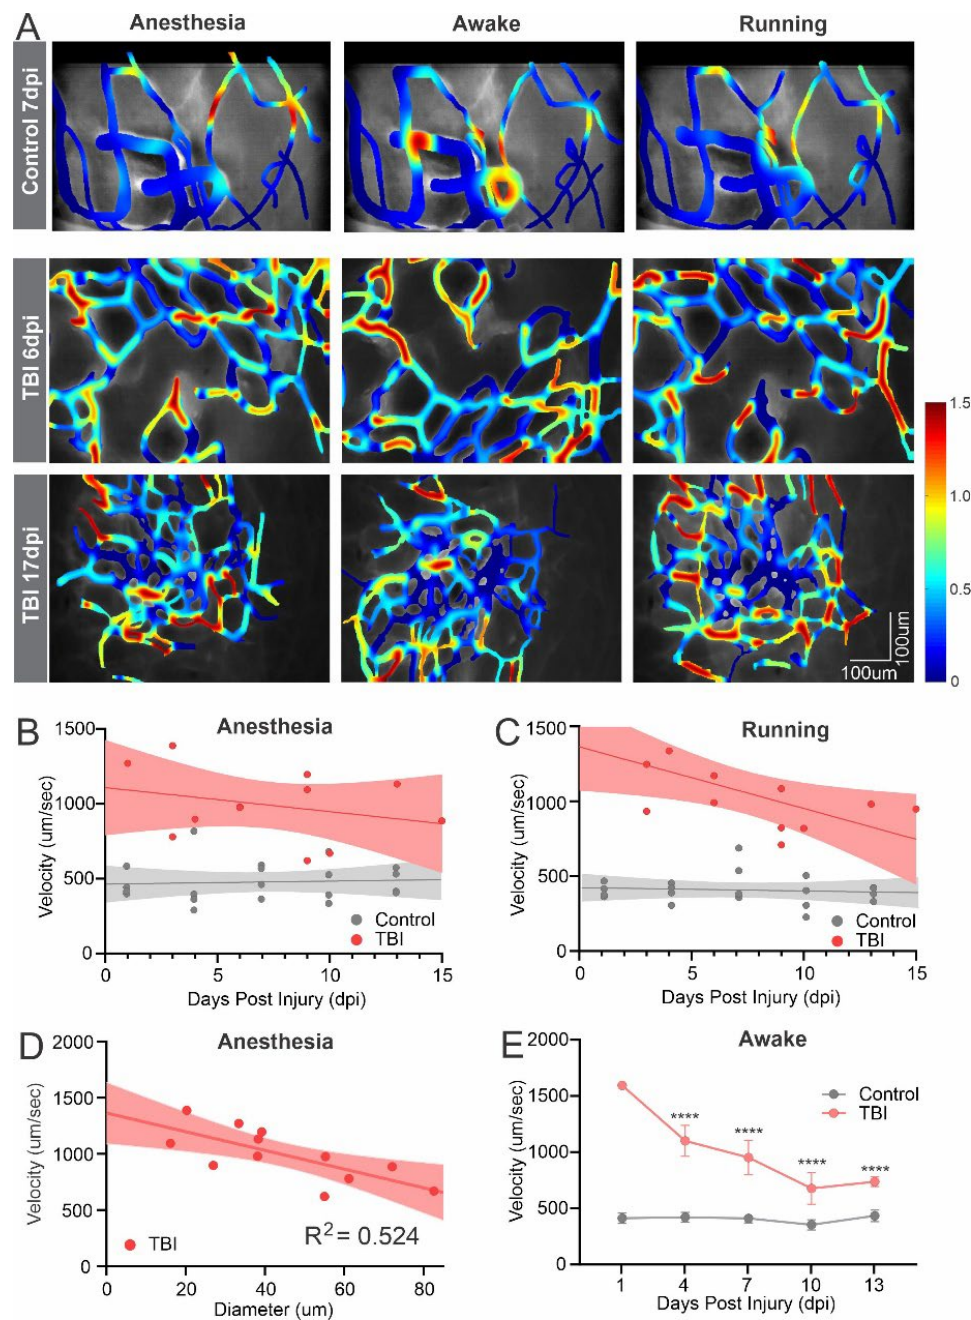 A
Anesthesia
Awake
Running
Control 7dpi
TBI 6dpi
TBI 17dpi
1.5
1.0
0.5
0
100um
100um
B
Anesthesia
1500
1000
500
0
Velocity (um/sec)
Control
TBI
0
5
10
15
Days Post Injury (dpi)
C
Running
1500
1000
500
0
Velocity (um/sec)
Control
TBI
0
5
10
15
Days Post Injury (dpi)
D
Anesthesia
2000
1500
1000
500
0
Velocity (um/sec)
TBI
R² = 0.524
0
20
40
60
80
Diameter (um)
E
Awake
2000
1500
1000
500
0
Velocity (um/sec)
Control
TBI
****
****
****
****
1
4
7
10
13
Days Post Injury (dpi)